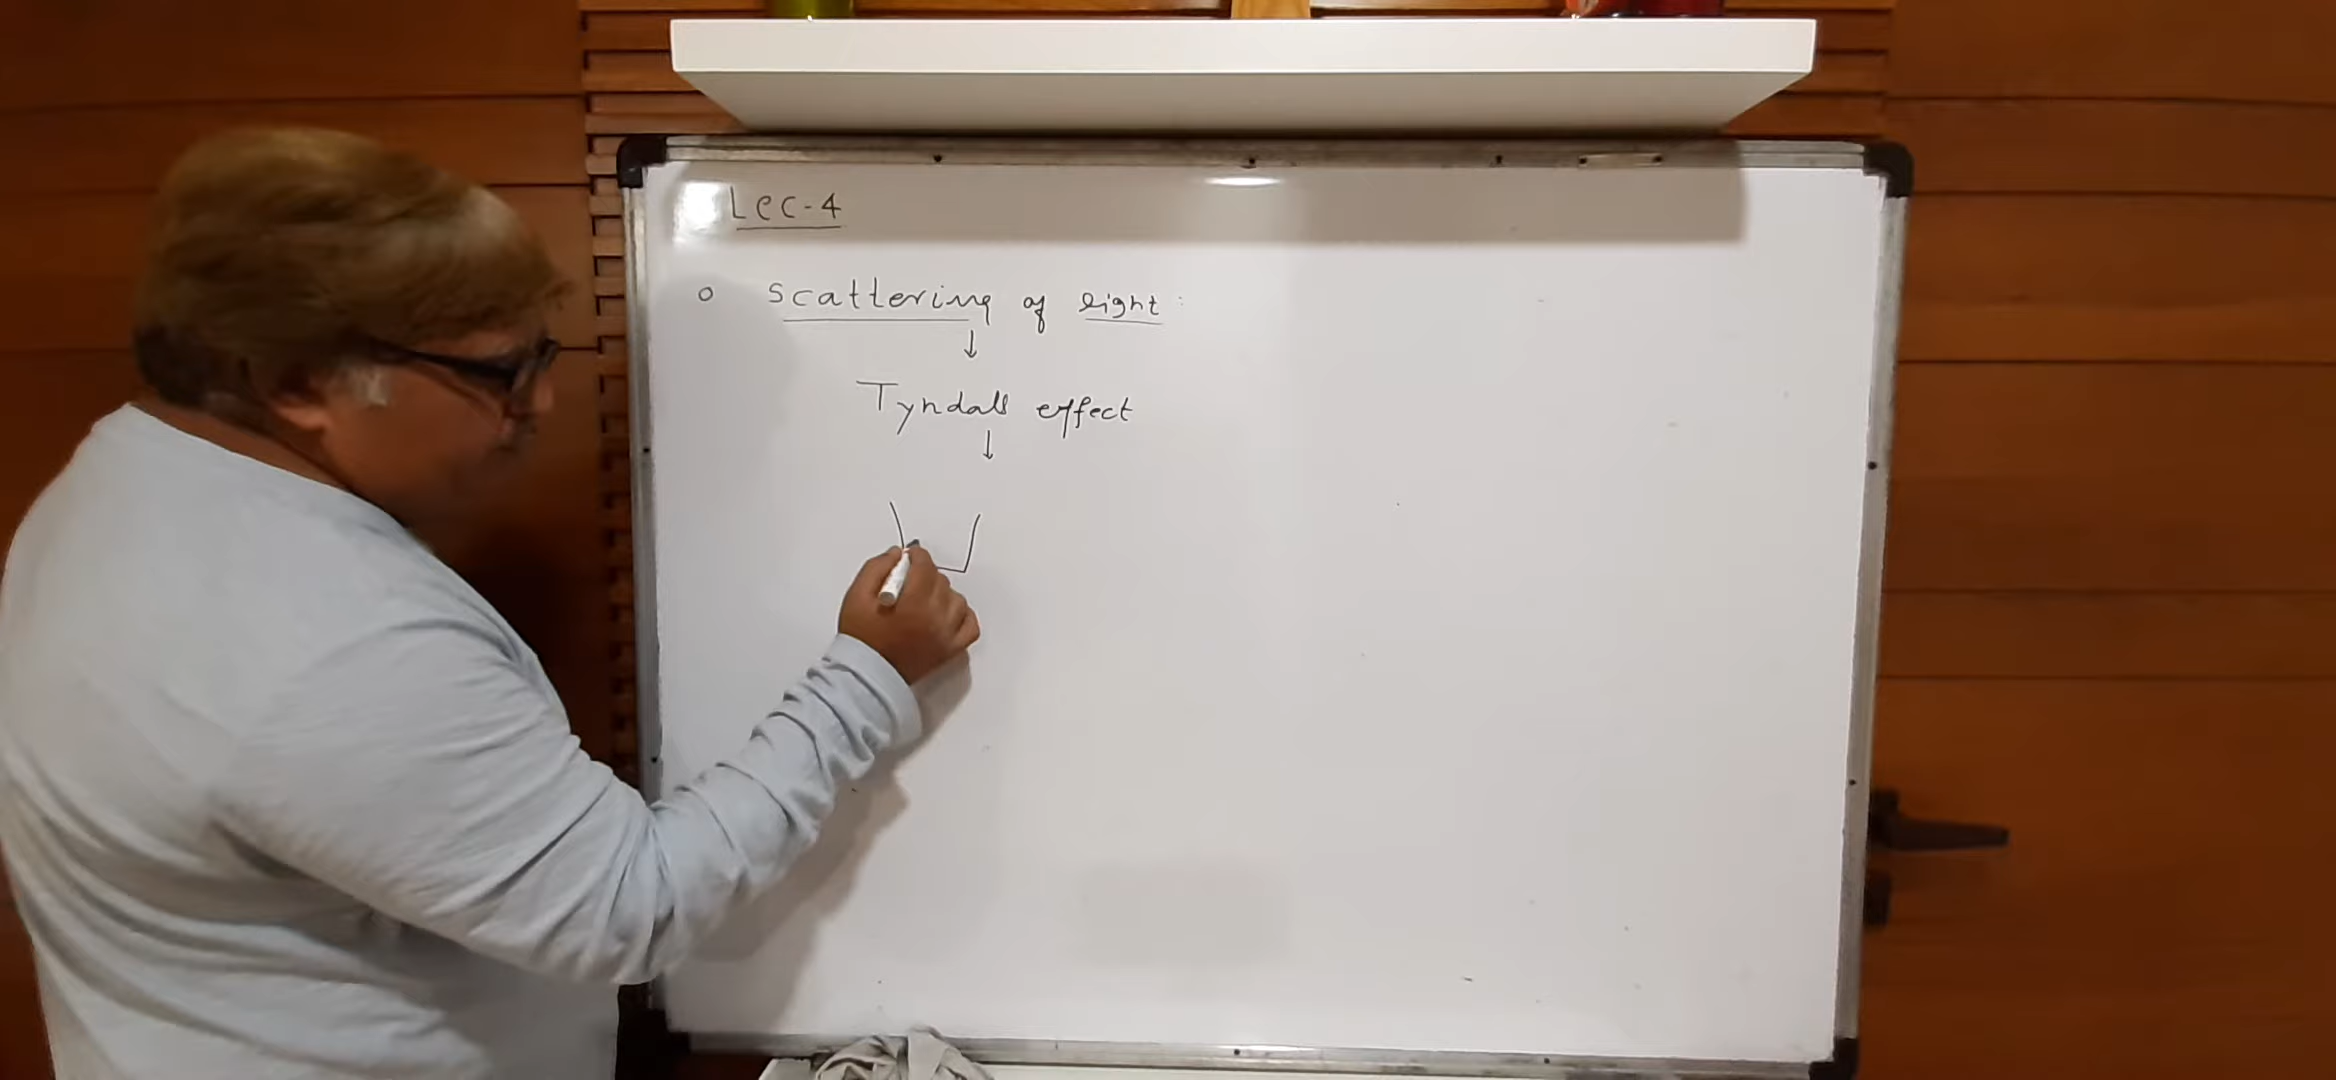 Lec-4
o scattering of light:
↓
Tyndall effect
↓